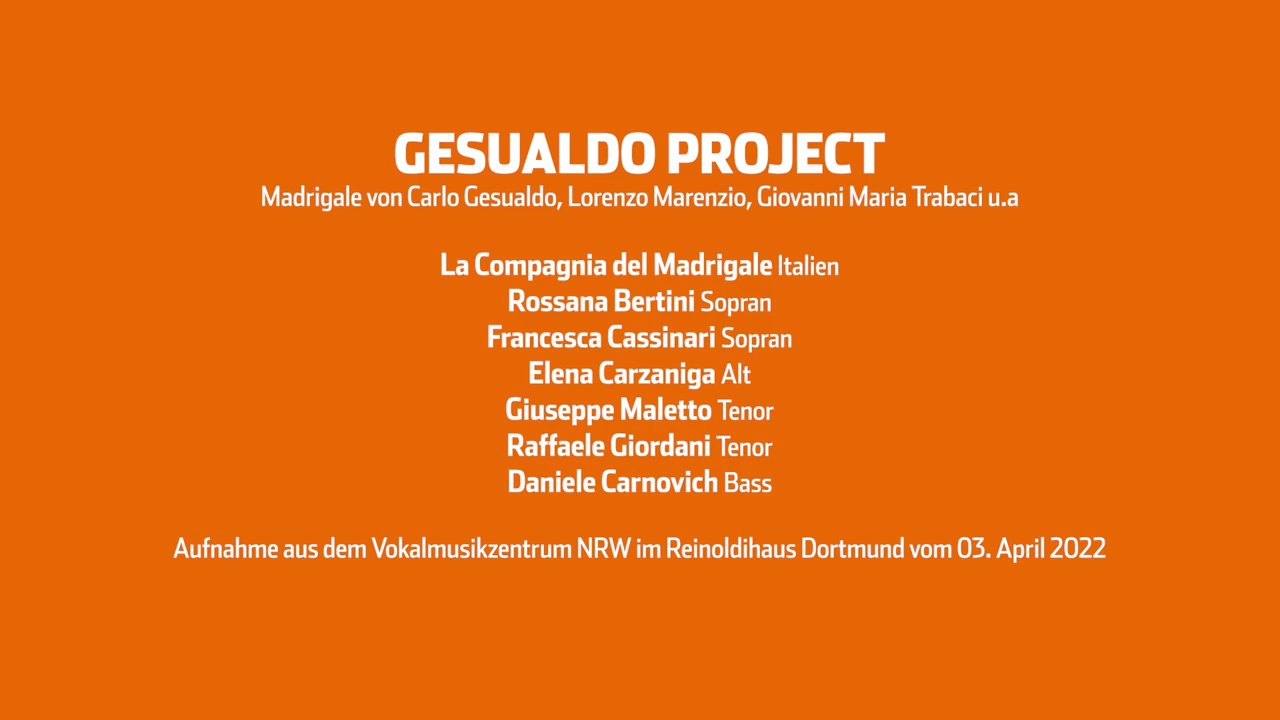 GESUALDO PROJECT
Madrigale von Carlo Gesualdo, Lorenzo Marenzio, Giovanni Maria Trabaci u.a
La Compagnia del Madrigale Italien
Rossana Bertini Sopran
Francesca Cassinari Sopran
Elena Carzaniga Alt
Giuseppe Maletto Tenor
Raffaele Giordani Tenor
Daniele Carnovich Bass
Aufnahme aus dem Vokalmusikzentrum NRW im Reinoldihaus Dortmund vom 03. April 2022